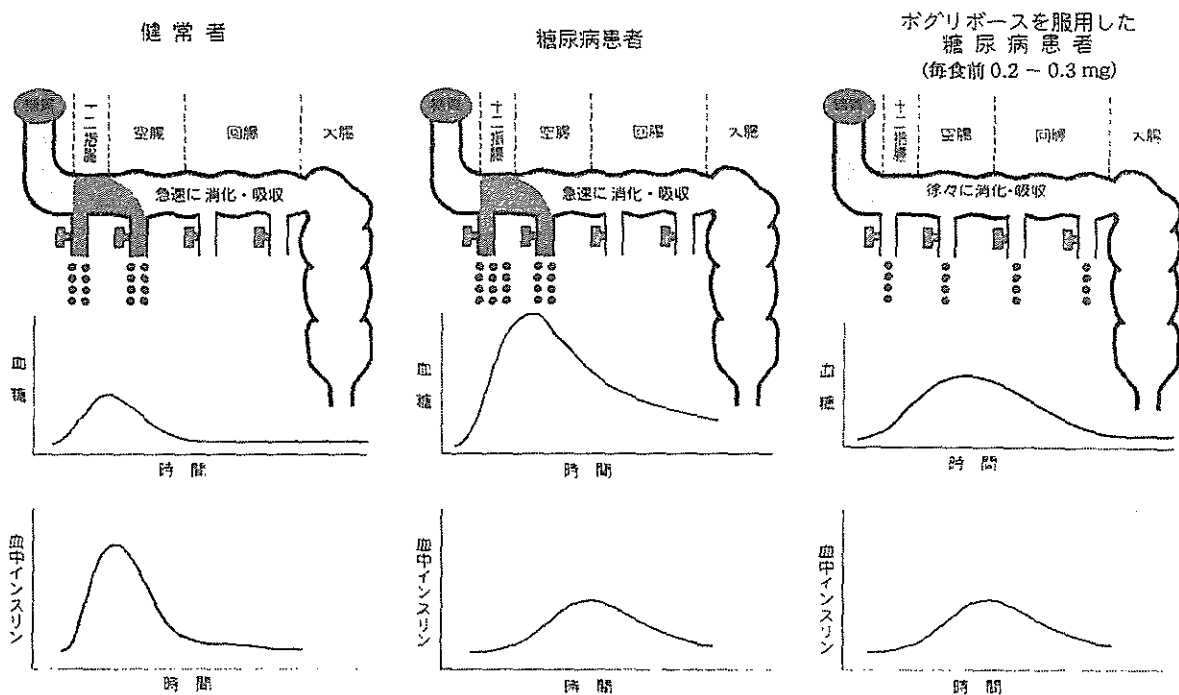 健常者
糖質
十二指腸
空腸
回腸
大腸
急速に消化・吸収
血糖
時間
血中インスリン
時間
糖尿病患者
糖質
十二指腸
空腸
回腸
大腸
急速に消化・吸収
血糖
時間
血中インスリン
時間
ボグリボースを服用した
糖尿病患者
(毎食前 0.2 − 0.3 mg)
糖質
十二指腸
空腸
回腸
大腸
徐々に消化・吸収
血糖
時間
血中インスリン
時間